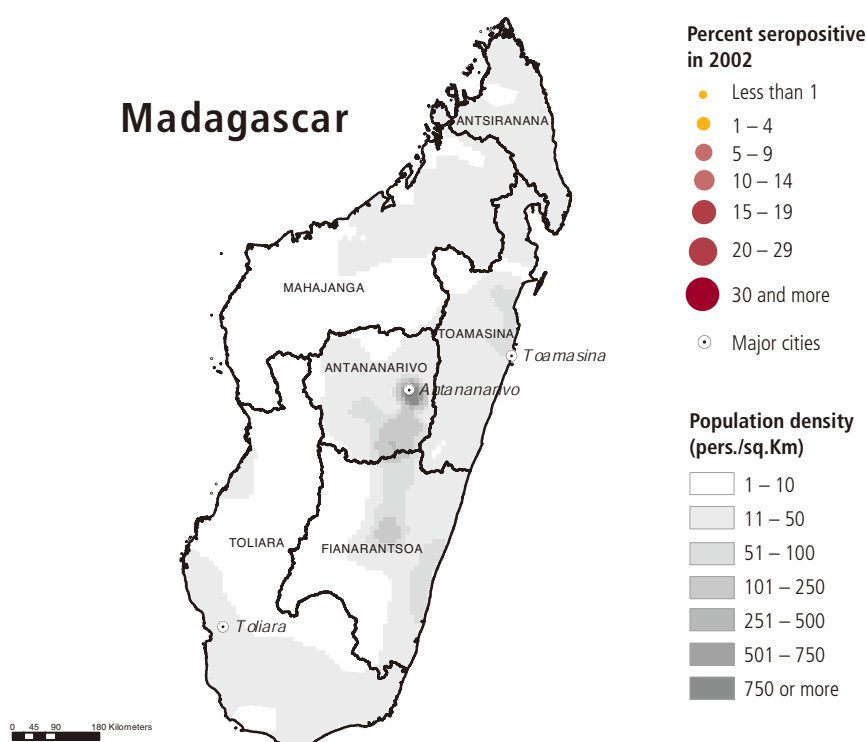 Madagascar
ANTSIRANANA
MAHAJANGA
TOAMASINA
Toamasina
ANTANANARIVO
Antananarivo
TOLIARA
FIANARANTSOA
Toliara
0 45 90 180 Kilometers
Percent seropositive
in 2002
Less than 1
1 – 4
5 – 9
10 – 14
15 – 19
20 – 29
30 and more
Major cities
Population density
(pers./sq.Km)
1 – 10
11 – 50
51 – 100
101 – 250
251 – 500
501 – 750
750 or more